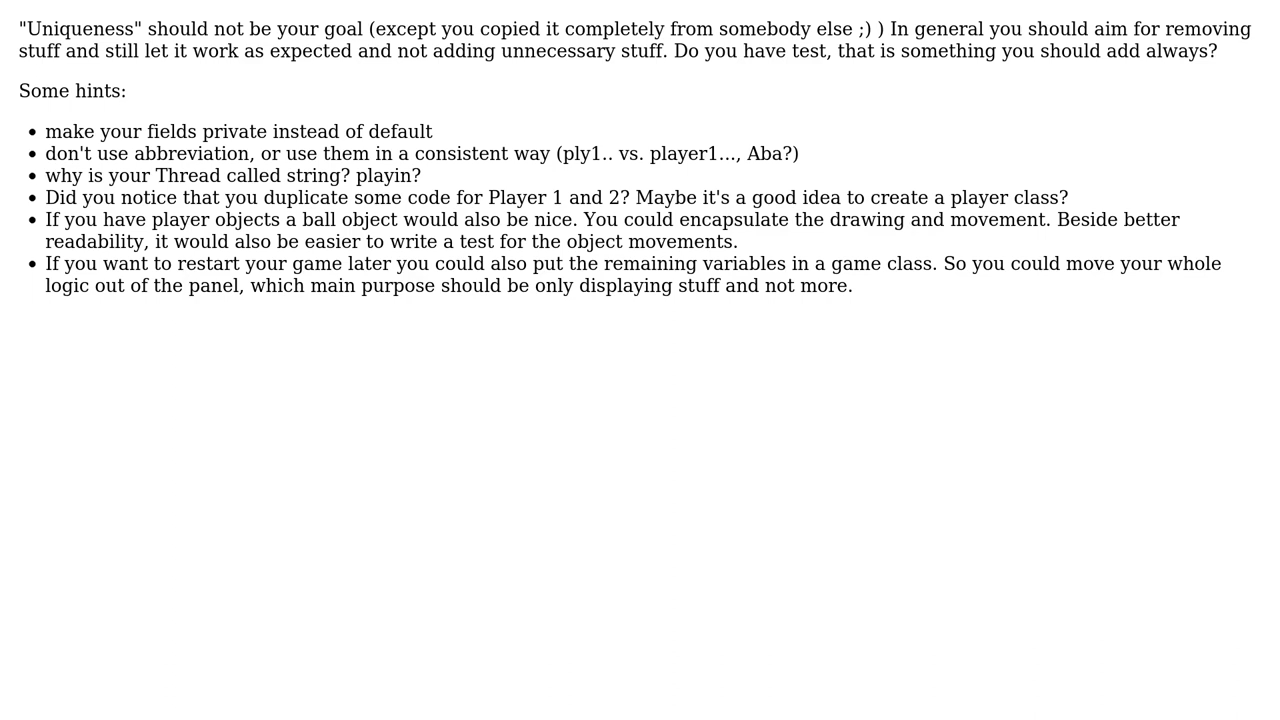 "Uniqueness" should not be your goal (except you copied it completely from somebody else ;) ) In general you should aim for removing
stuff and still let it work as expected and not adding unnecessary stuff. Do you have test, that is something you should add always?
Some hints:
• make your fields private instead of default
• don't use abbreviation, or use them in a consistent way (ply1.. vs. player1..., Aba?)
• why is your Thread called string? playin?
• Did you notice that you duplicate some code for Player 1 and 2? Maybe it's a good idea to create a player class?
• If you have player objects a ball object would also be nice. You could encapsulate the drawing and movement. Beside better
readability, it would also be easier to write a test for the object movements.
• If you want to restart your game later you could also put the remaining variables in a game class. So you could move your whole
logic out of the panel, which main purpose should be only displaying stuff and not more.